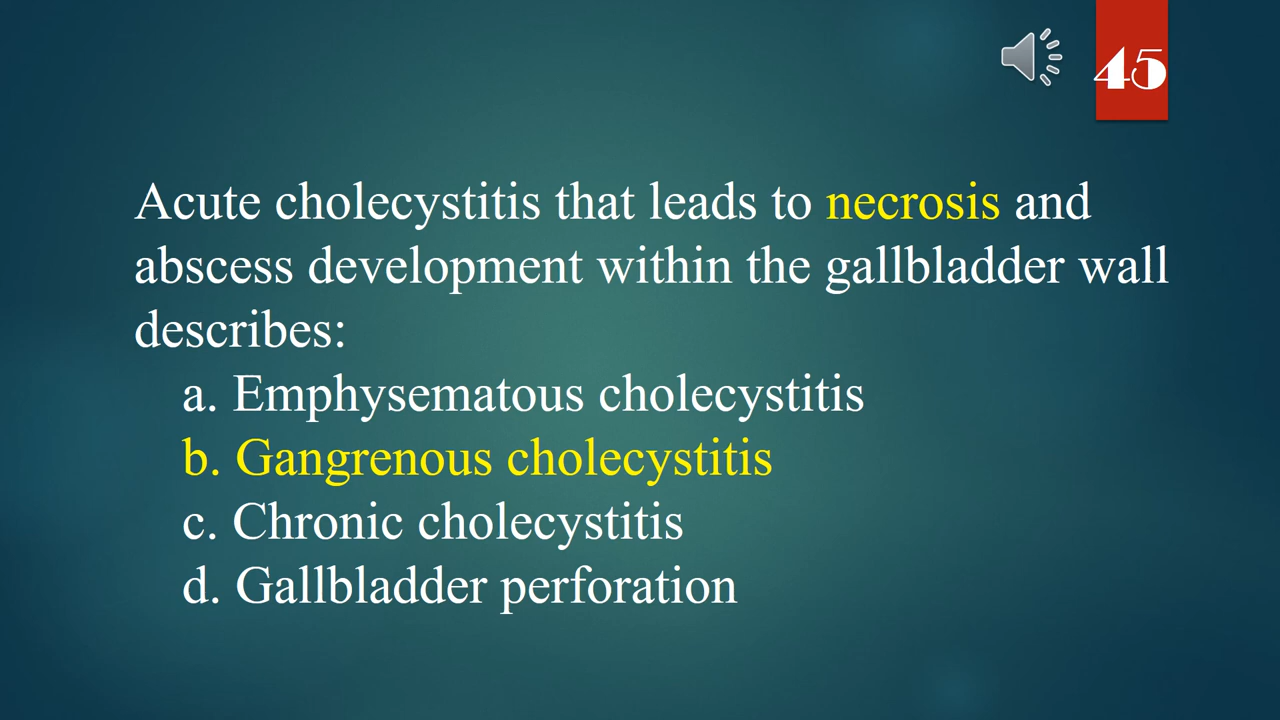 45
Acute cholecystitis that leads to necrosis and
abscess development within the gallbladder wall
describes:
a. Emphysematous cholecystitis
b. Gangrenous cholecystitis
c. Chronic cholecystitis
d. Gallbladder perforation